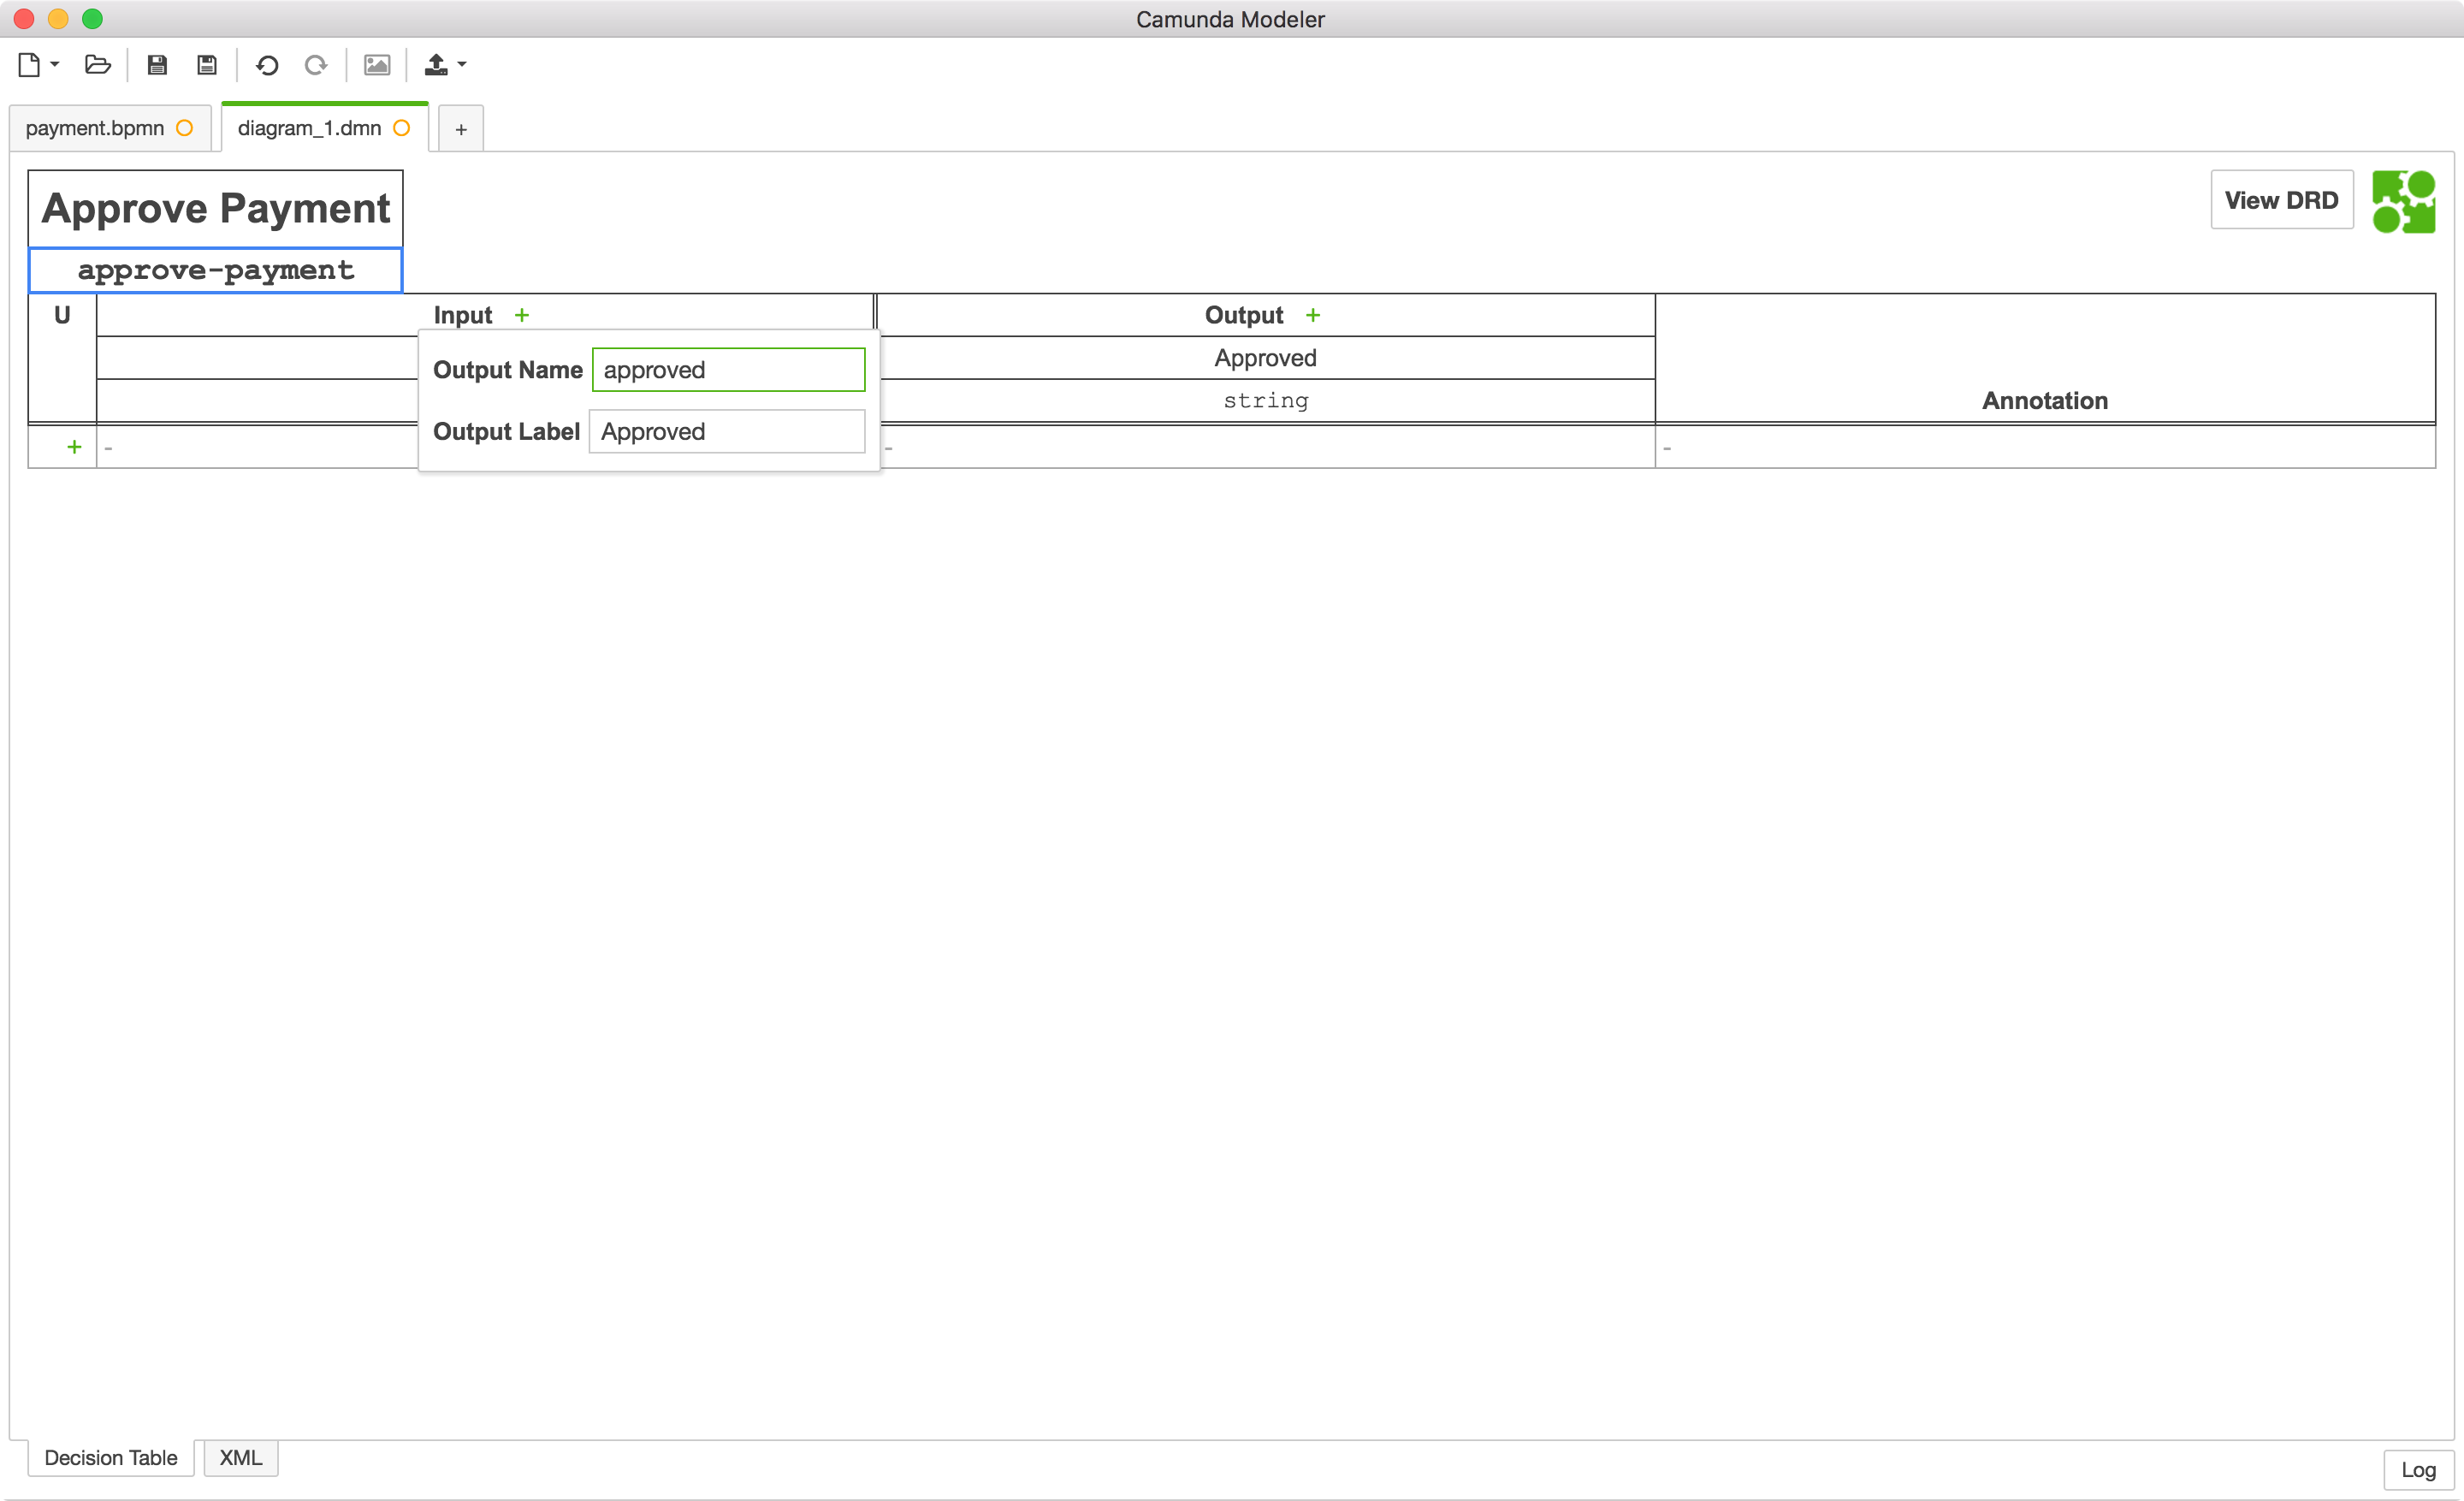 Camunda Modeler
payment.bpmn
diagram_1.dmn
+
Approve Payment
View DRD
approve-payment
U
Input +
Output +
Output Name approved
Approved
string
Annotation
Output Label Approved
+ -
-
-
Decision Table
XML
Log